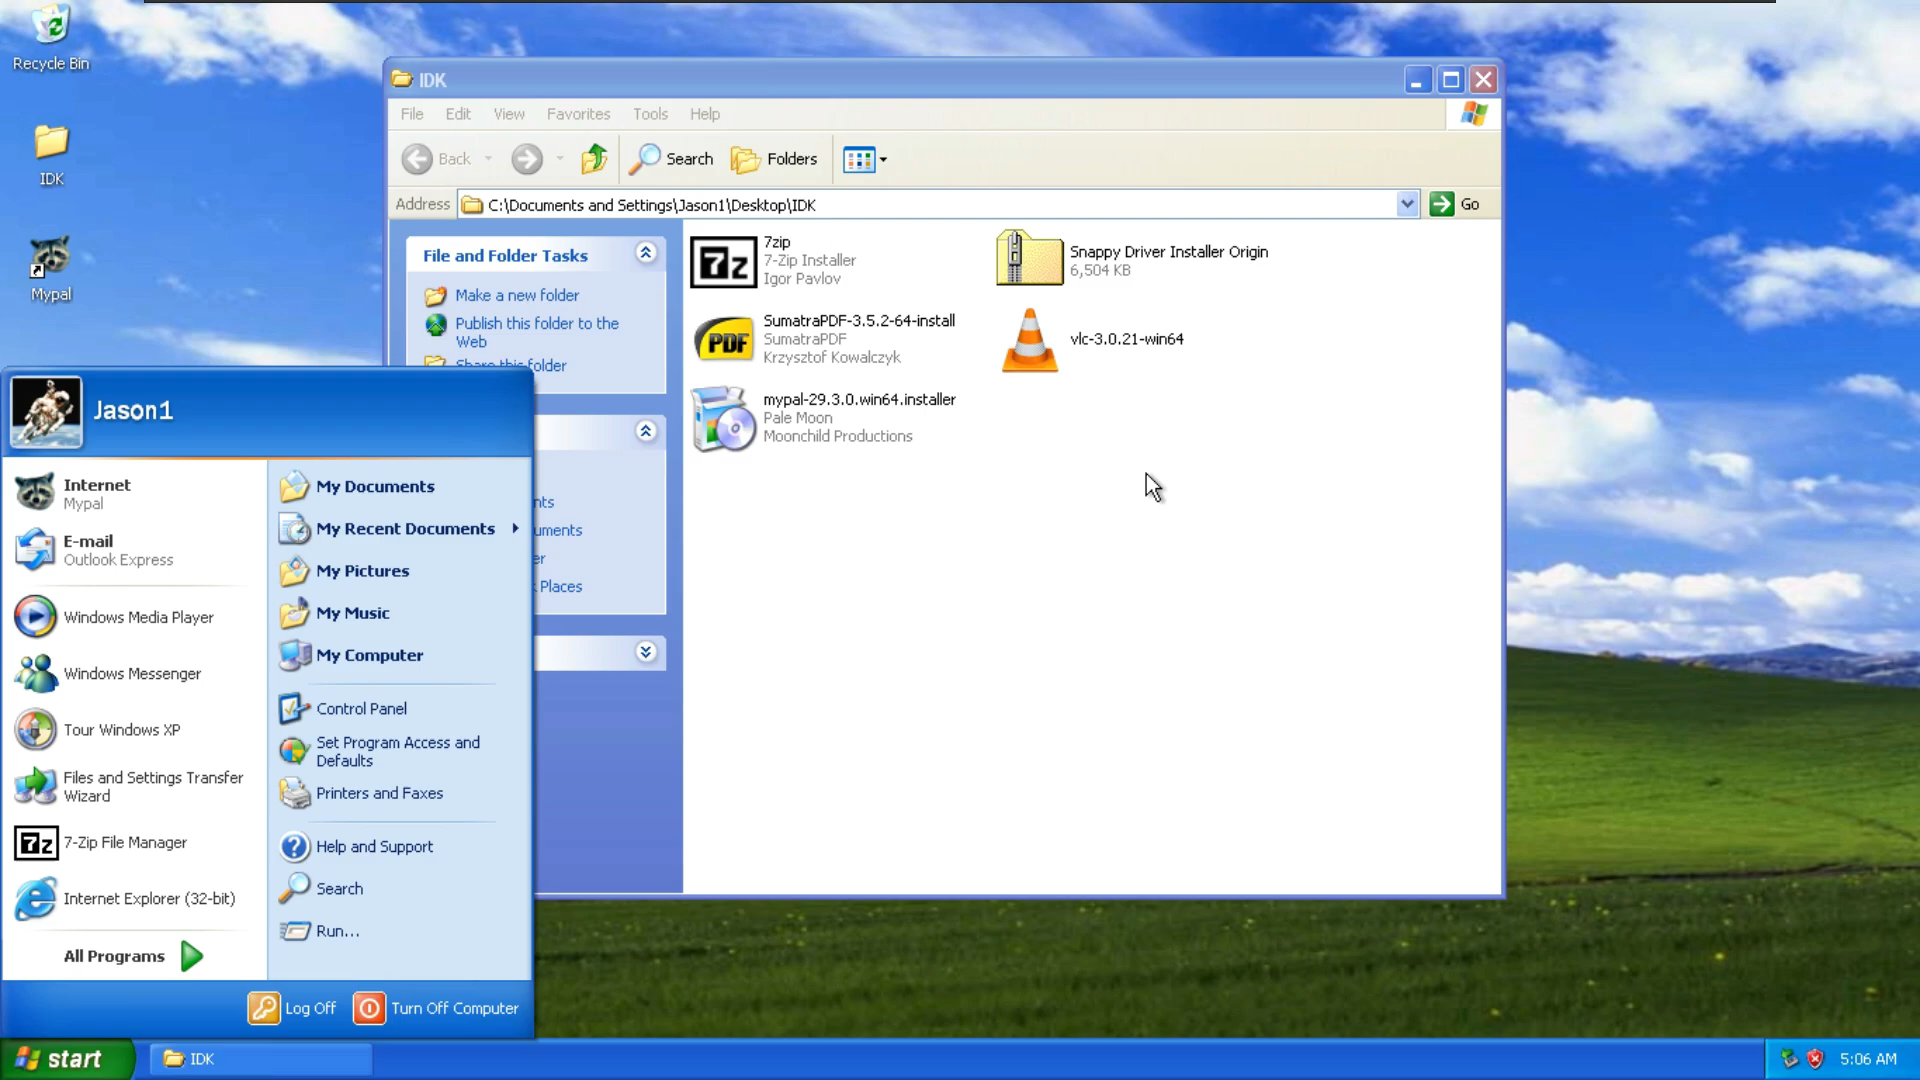 Recycle Bin
IDK
Mypal
IDK
File Edit View Favorites Tools Help
Back Search Folders
Address C:\Documents and Settings\Jason1\Desktop\IDK Go
File and Folder Tasks
Make a new folder
Publish this folder to the
Web
Share this folder
nts
uments
er
Places
7zip
7-Zip Installer
Igor Pavlov
SumatraPDF-3.5.2-64-install
SumatraPDF
Krzysztof Kowalczyk
mypal-29.3.0.win64.installer
Pale Moon
Moonchild Productions
Snappy Driver Installer Origin
6,504 KB
vlc-3.0.21-win64
7z
PDF
Jason1
Internet
Mypal
E-mail
Outlook Express
Windows Media Player
Windows Messenger
Tour Windows XP
Files and Settings Transfer
Wizard
7z
7-Zip File Manager
Internet Explorer (32-bit)
All Programs
My Documents
My Recent Documents
My Pictures
My Music
My Computer
Control Panel
Set Program Access and
Defaults
Printers and Faxes
Help and Support
Search
Run...
Log Off Turn Off Computer
start IDK 5:06 AM